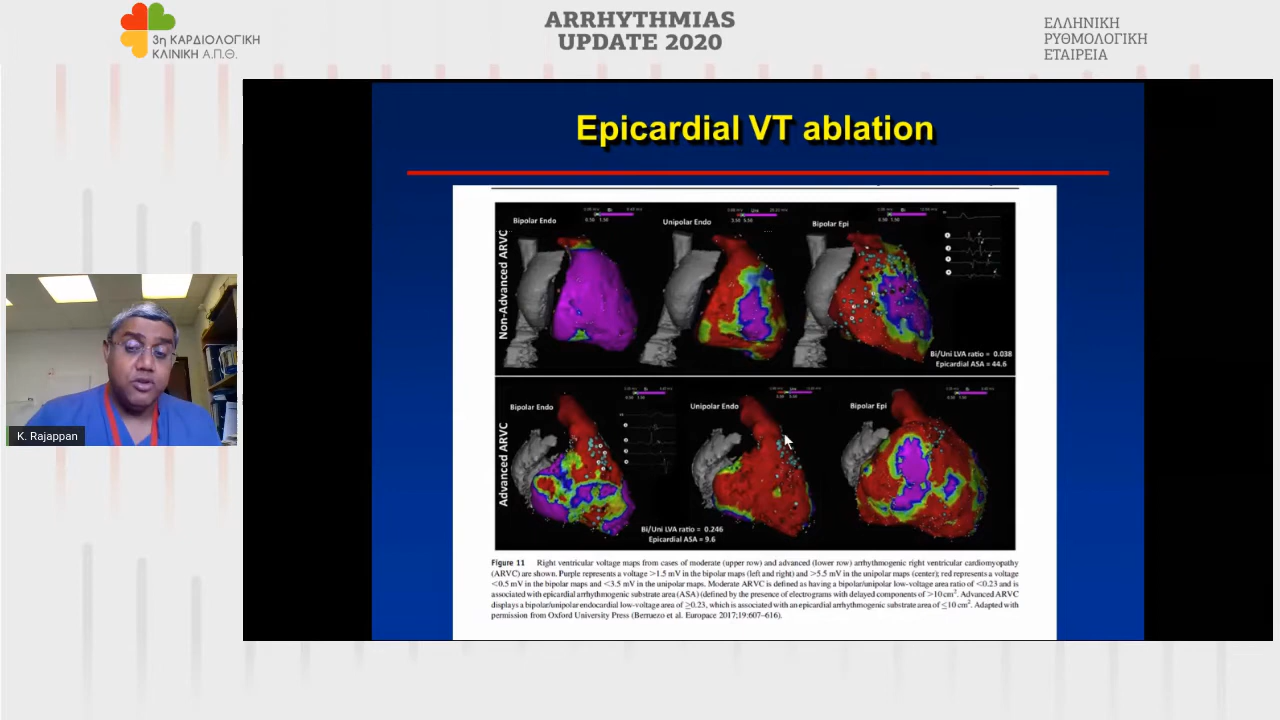 3η ΚΑΡΔΙΟΛΟΓΙΚΗ
ΚΛΙΝΙΚΗ Α.Π.Θ.
ARRHYTHMIAS
UPDATE 2020
ΕΛΛΗΝΙΚΗ
ΡΥΘΜΟΛΟΓΙΚΗ
ΕΤΑΙΡΕΙΑ
Epicardial VT ablation
Non-Advanced ARVC
Bipolar Endo
Unipolar Endo
Bipolar Epi
Bi/Uni LVA ratio = 0.038
Epicardial ASA = 44.6
Advanced ARVC
Bipolar Endo
Unipolar Endo
Bipolar Epi
Bi/Uni LVA ratio = 0.246
Epicardial ASA = 9.6
K. Rajappan
Figure 11 Right ventricular voltage maps from cases of moderate (upper row) and advanced (lower row) arrhythmogenic right ventricular cardiomyopathy
(ARVC) are shown. Purple represents a voltage >1.5 mV in the bipolar maps (left and right) and >5.5 mV in the unipolar maps (center); red represents a voltage
<0.5 mV in the bipolar maps and <3.5 mV in the unipolar maps. Moderate ARVC is defined as having a bipolar/unipolar low-voltage area ratio of <0.23 and is
associated with epicardial arrhythmogenic substrate area (ASA) (defined by the presence of electrograms with delayed components of >10 cm². Advanced ARVC
displays a bipolar/unipolar endocardial low-voltage area of ≥0.23, which is associated with an epicardial arrhythmogenic substrate area of ≤10 cm². Adapted with
permission from Oxford University Press (Berruezo et al. Europace 2017;19:607–616).